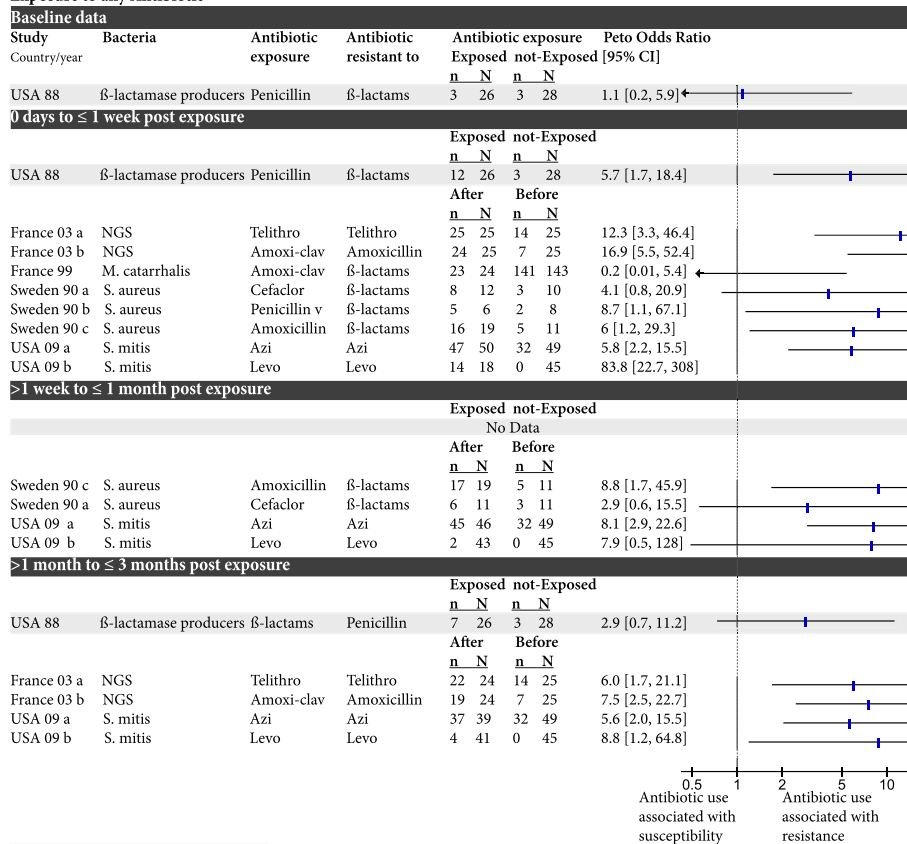 Baseline data
Study Bacteria Antibiotic Antibiotic Antibiotic exposure Peto Odds Ratio
Country/year exposure resistant to Exposed not-Exposed [95% CI]
n N n N
USA 88 ß-lactamase producers Penicillin ß-lactams 3 26 3 28 1.1 [0.2, 5.9]
0 days to ≤ 1 week post exposure
Exposed not-Exposed
n N n N
USA 88 ß-lactamase producers Penicillin ß-lactams 12 26 3 28 5.7 [1.7, 18.4]
After Before
n N n N
France 03 a NGS Telithro Telithro 25 25 14 25 12.3 [3.3, 46.4]
France 03 b NGS Amoxi-clav Amoxicillin 24 25 7 25 16.9 [5.5, 52.4]
France 99 M. catarrhalis Amoxi-clav ß-lactams 23 24 141 143 0.2 [0.01, 5.4]
Sweden 90 a S. aureus Cefaclor ß-lactams 8 12 3 10 4.1 [0.8, 20.9]
Sweden 90 b S. aureus Penicillin v ß-lactams 5 6 2 8 8.7 [1.1, 67.1]
Sweden 90 c S. aureus Amoxicillin ß-lactams 16 19 5 11 6 [1.2, 29.3]
USA 09 a S. mitis Azi Azi 47 50 32 49 5.8 [2.2, 15.5]
USA 09 b S. mitis Levo Levo 14 18 0 45 83.8 [22.7, 308]
>1 week to ≤ 1 month post exposure
Exposed not-Exposed
No Data
After Before
n N n N
Sweden 90 c S. aureus Amoxicillin ß-lactams 17 19 5 11 8.8 [1.7, 45.9]
Sweden 90 a S. aureus Cefaclor ß-lactams 6 11 3 11 2.9 [0.6, 15.5]
USA 09 a S. mitis Azi Azi 45 46 32 49 8.1 [2.9, 22.6]
USA 09 b S. mitis Levo Levo 2 43 0 45 7.9 [0.5, 128]
>1 month to ≤ 3 months post exposure
Exposed not-Exposed
n N n N
USA 88 ß-lactamase producers ß-lactams Penicillin 7 26 3 28 2.9 [0.7, 11.2]
After Before
n N n N
France 03 a NGS Telithro Telithro 22 24 14 25 6.0 [1.7, 21.1]
France 03 b NGS Amoxi-clav Amoxicillin 19 24 7 25 7.5 [2.5, 22.7]
USA 09 a S. mitis Azi Azi 37 39 32 49 5.6 [2.0, 15.5]
USA 09 b S. mitis Levo Levo 4 41 0 45 8.8 [1.2, 64.8]
0.5 1 2 5 10
Antibiotic use Antibiotic use
associated with associated with
susceptibility resistance